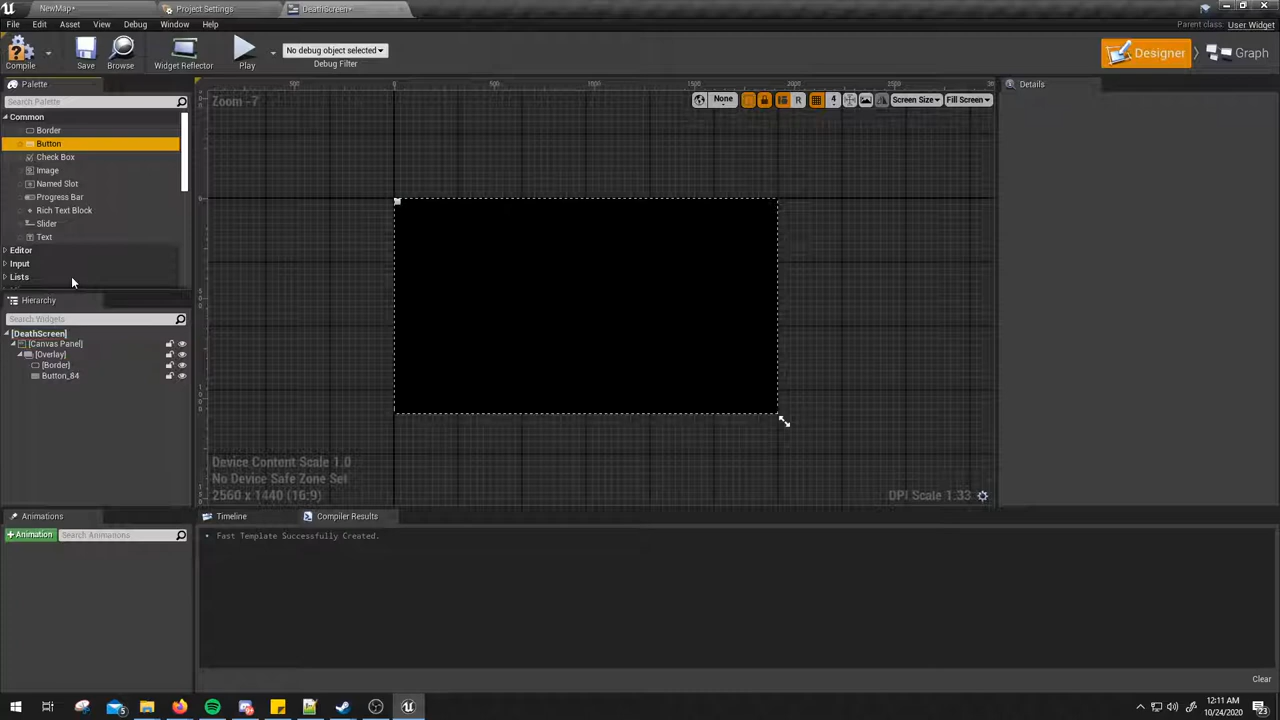 NewMap*
Project Settings
DeathScreen*
File Edit Asset View Debug Window Help
Parent class: User Widget
Compile
Save
Browse
Widget Reflector
Play
No debug object selected
Debug Filter
Designer
Graph
Palette
Search Palette
Common
Border
Button
Check Box
Image
Named Slot
Progress Bar
Rich Text Block
Slider
Text
Editor
Input
Lists
Hierarchy
Search Widgets
[DeathScreen]
[Canvas Panel]
[Overlay]
[Border]
Button_84
Zoom -7
None
R
4
Screen Size
Fill Screen
Device Content Scale 1.0
No Device Safe Zone Set
2560 x 1440 (16:9)
DPI Scale 1.33
Details
Animations
+Animation
Search Animations
Timeline
Compiler Results
Fast Template Successfully Created.
Clear
12:11 AM
10/24/2020